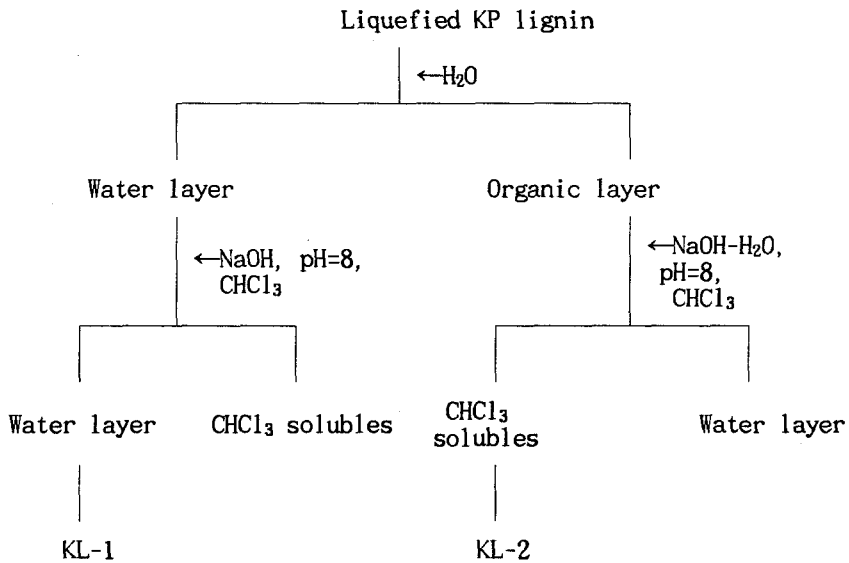 Liquefied KP lignin
←H₂O
Water layer
Organic layer
←NaOH, pH=8,
CHCl₃
←NaOH-H₂O,
pH=8,
CHCl₃
Water layer
CHCl₃ solubles
CHCl₃
solubles
Water layer
KL-1
KL-2